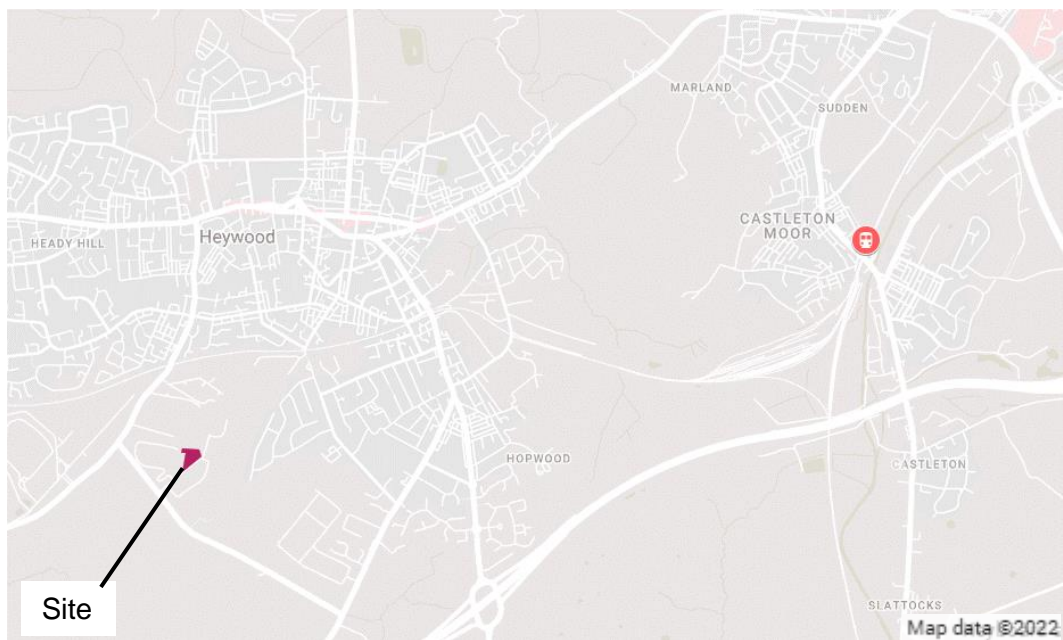 MARLAND
SUDDEN
CASTLETON
MOOR
HEADY HILL
Heywood
HOPWOOD
CASTLETON
Site
SLATTOCKS
Map data ©2022